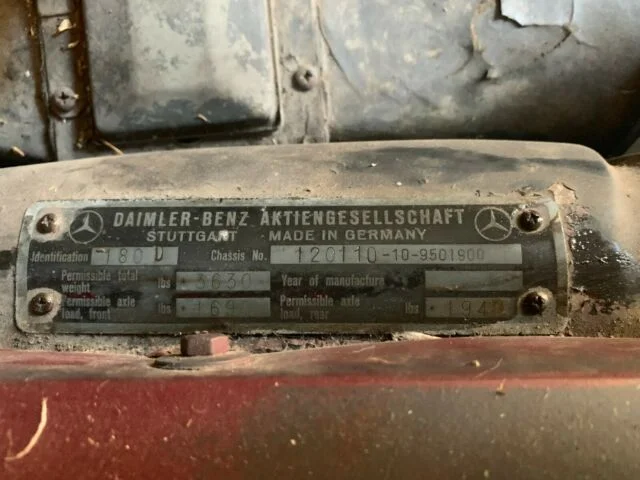 DAIMLER-BENZ AKTIENGESELLSCHAFT
STUTTGART MADE IN GERMANY
Identification 180 D Chassis No. 120110-10-9501900
Permissible total weight lbs 3630 Year of manufacture
Permissible axle load, front lbs Permissible axle load, rear lbs